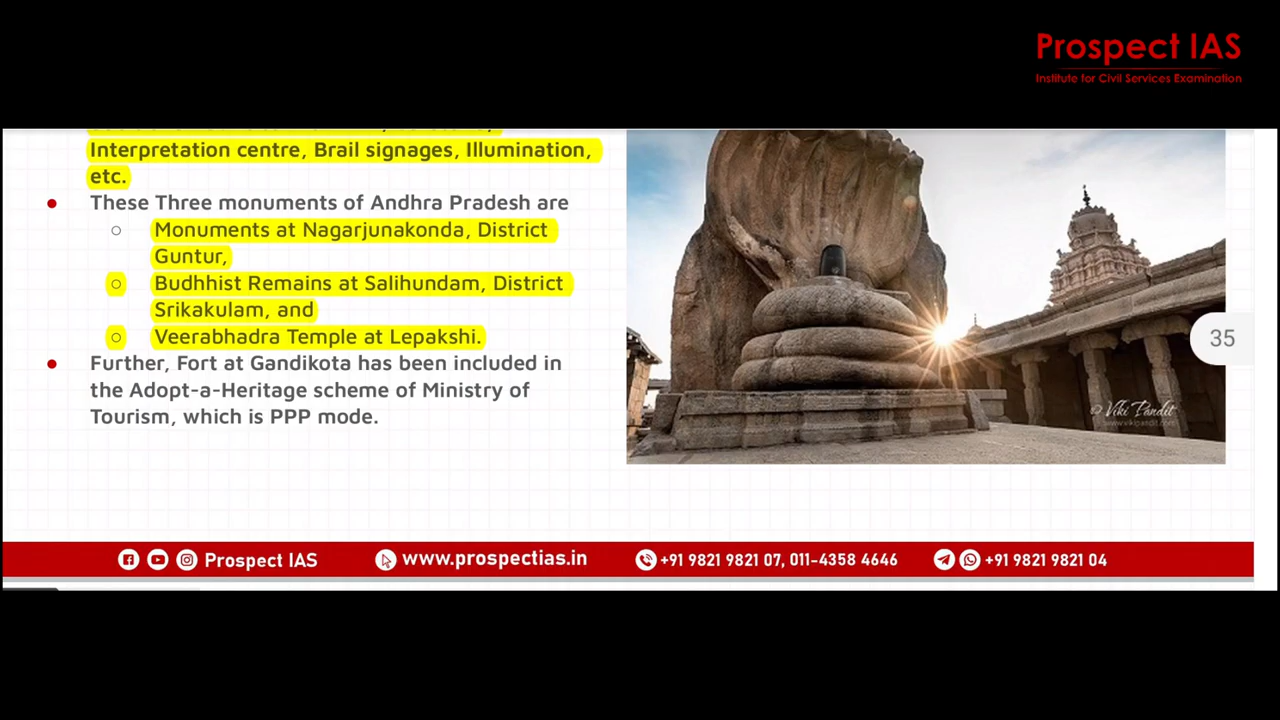 Prospect IAS
Institute for Civil Services Examination
Interpretation centre, Brail signages, Illumination,
etc.
● These Three monuments of Andhra Pradesh are
○ Monuments at Nagarjunakonda, District
Guntur,
○ Budhhist Remains at Salihundam, District
Srikakulam, and
○ Veerabhadra Temple at Lepakshi.
● Further, Fort at Gandikota has been included in
the Adopt-a-Heritage scheme of Ministry of
Tourism, which is PPP mode.
35
© Viki Pandit
www.vikipandit.com
Prospect IAS
www.prospectias.in
+91 9821 9821 07, 011-4358 4646
+91 9821 9821 04